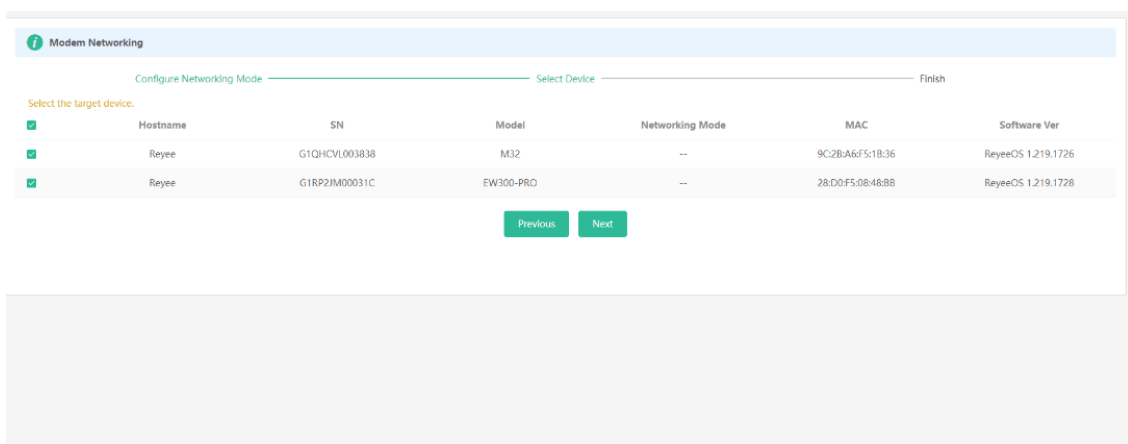 Modem Networking
Configure Networking Mode Select Device Finish
Select the target device.
Hostname SN Model Networking Mode MAC Software Ver
Reyee G1QHCVL003838 M32 -- 9C:2B:A6:F5:1B:36 ReyeeOS 1.219.1726
Reyee G1RP2JM00031C EW300-PRO -- 28:D0:F5:08:48:BB ReyeeOS 1.219.1728
Previous Next